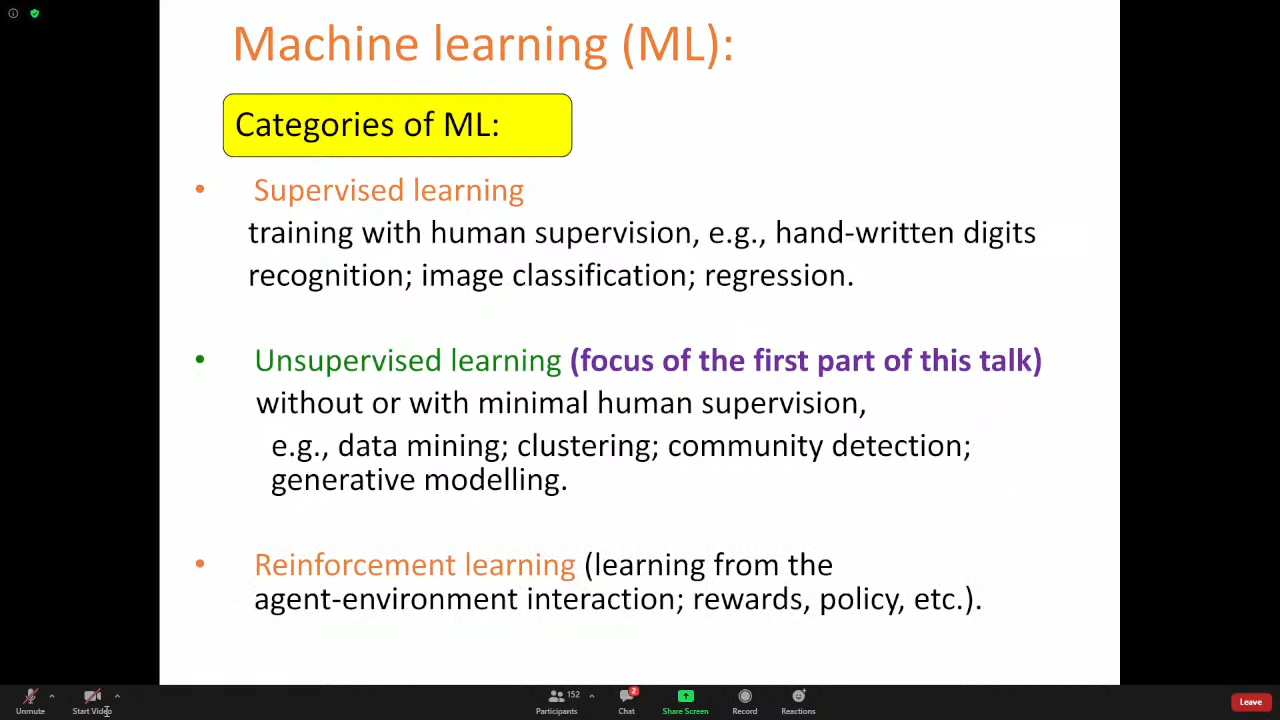 Machine learning (ML):
Categories of ML:
• Supervised learning
training with human supervision, e.g., hand-written digits
recognition; image classification; regression.
• Unsupervised learning (focus of the first part of this talk)
without or with minimal human supervision,
e.g., data mining; clustering; community detection;
generative modelling.
• Reinforcement learning (learning from the
agent-environment interaction; rewards, policy, etc.).
Unmute
Start Video
152
Participants
2
Chat
Share Screen
Record
Reactions
Leave